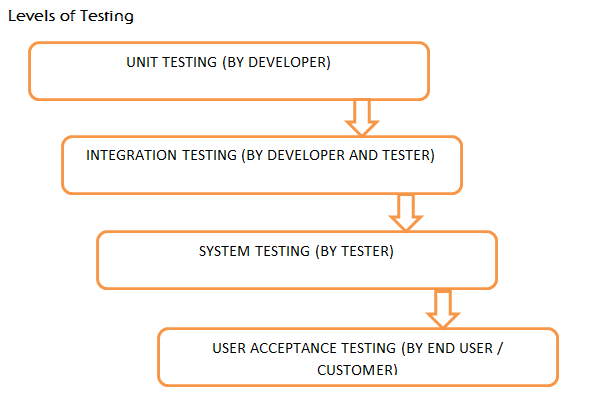 Levels of Testing
UNIT TESTING (BY DEVELOPER)
INTEGRATION TESTING (BY DEVELOPER AND TESTER)
SYSTEM TESTING (BY TESTER)
USER ACCEPTANCE TESTING (BY END USER /
CUSTOMER)